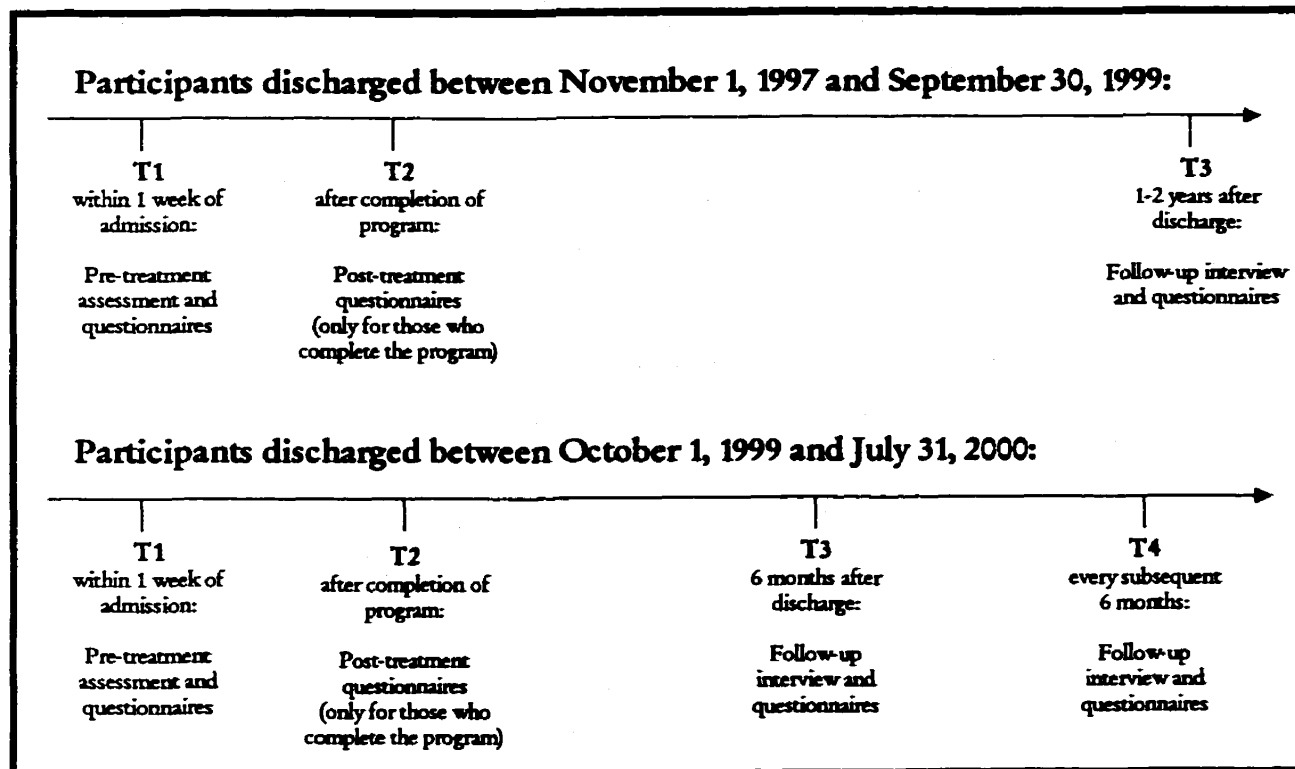 Participants discharged between November 1, 1997 and September 30, 1999:
T1
within 1 week of
admission:
Pre-treatment
assessment and
questionnaires
T2
after completion of
program:
Post-treatment
questionnaires
(only for those who
complete the program)
T3
1-2 years after
discharge:
Follow-up interview
and questionnaires
Participants discharged between October 1, 1999 and July 31, 2000:
T1
within 1 week of
admission:
Pre-treatment
assessment and
questionnaires
T2
after completion of
program:
Post-treatment
questionnaires
(only for those who
complete the program)
T3
6 months after
discharge:
Follow-up
interview and
questionnaires
T4
every subsequent
6 months:
Follow-up
interview and
questionnaires